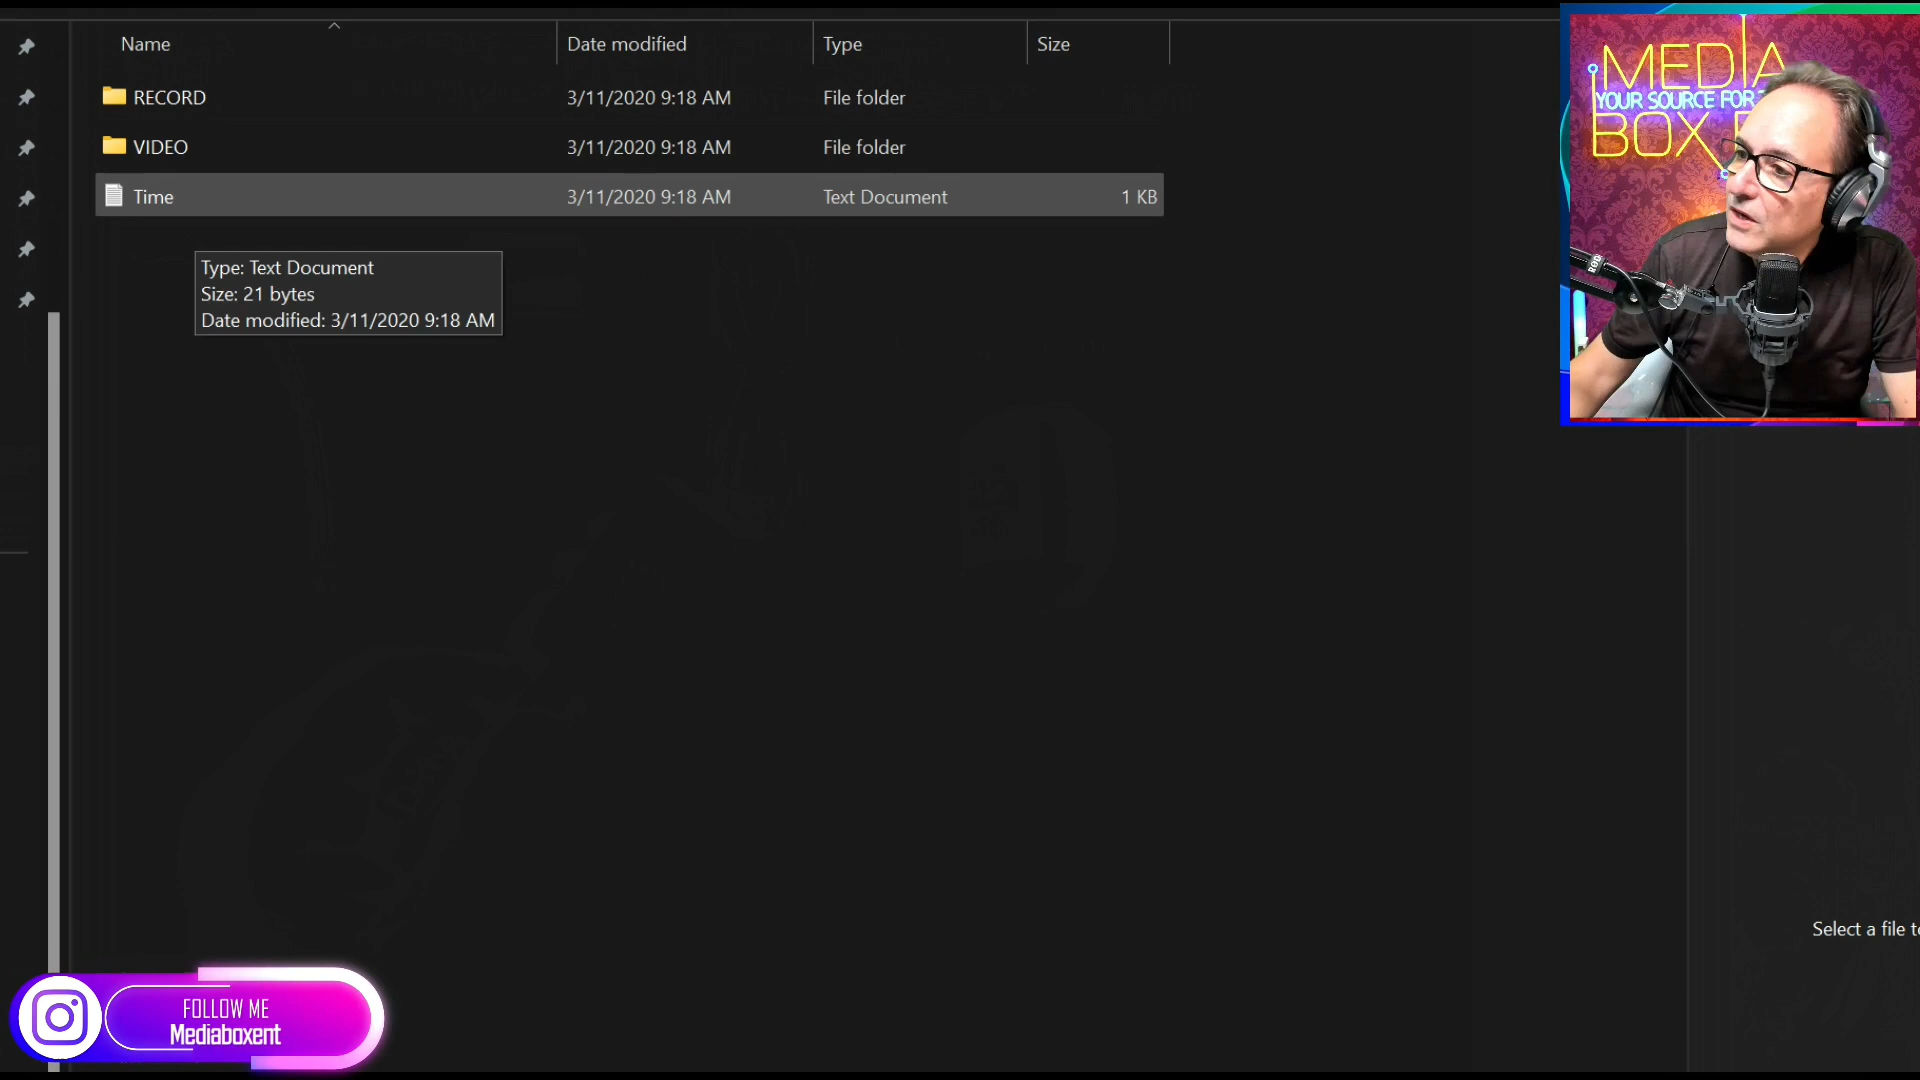 Name Date modified Type Size
RECORD 3/11/2020 9:18 AM File folder
VIDEO 3/11/2020 9:18 AM File folder
Time 3/11/2020 9:18 AM Text Document 1 KB
Type: Text Document
Size: 21 bytes
Date modified: 3/11/2020 9:18 AM
MEDIA
YOUR SOURCE FOR
BOX
RØDE
Select a file
FOLLOW ME
Mediaboxent